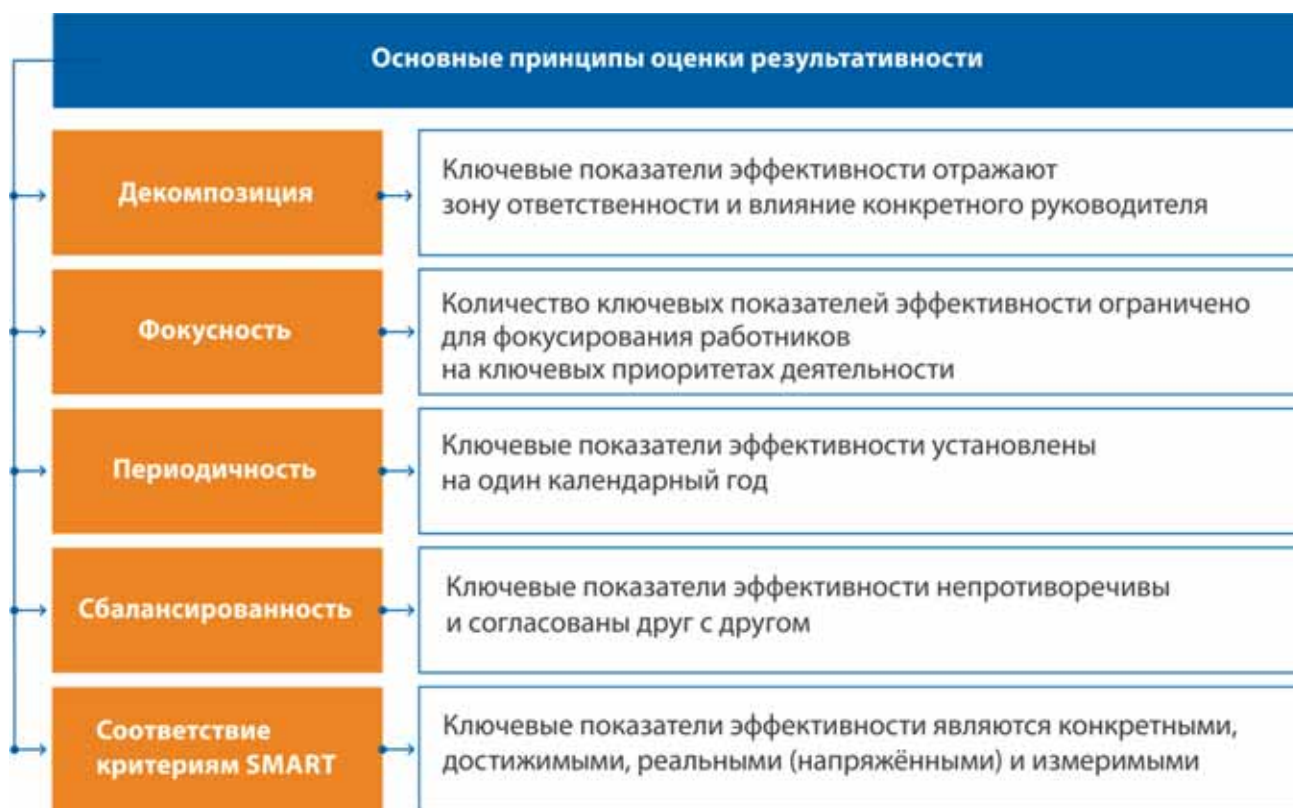 Основные принципы оценки результативности
Декомпозиция
Ключевые показатели эффективности отражают
зону ответственности и влияние конкретного руководителя
Фокусность
Количество ключевых показателей эффективности ограничено
для фокусирования работников
на ключевых приоритетах деятельности
Периодичность
Ключевые показатели эффективности установлены
на один календарный год
Сбалансированность
Ключевые показатели эффективности непротиворечивы
и согласованы друг с другом
Соответствие
критериям SMART
Ключевые показатели эффективности являются конкретными,
достижимыми, реальными (напряжёнными) и измеримыми